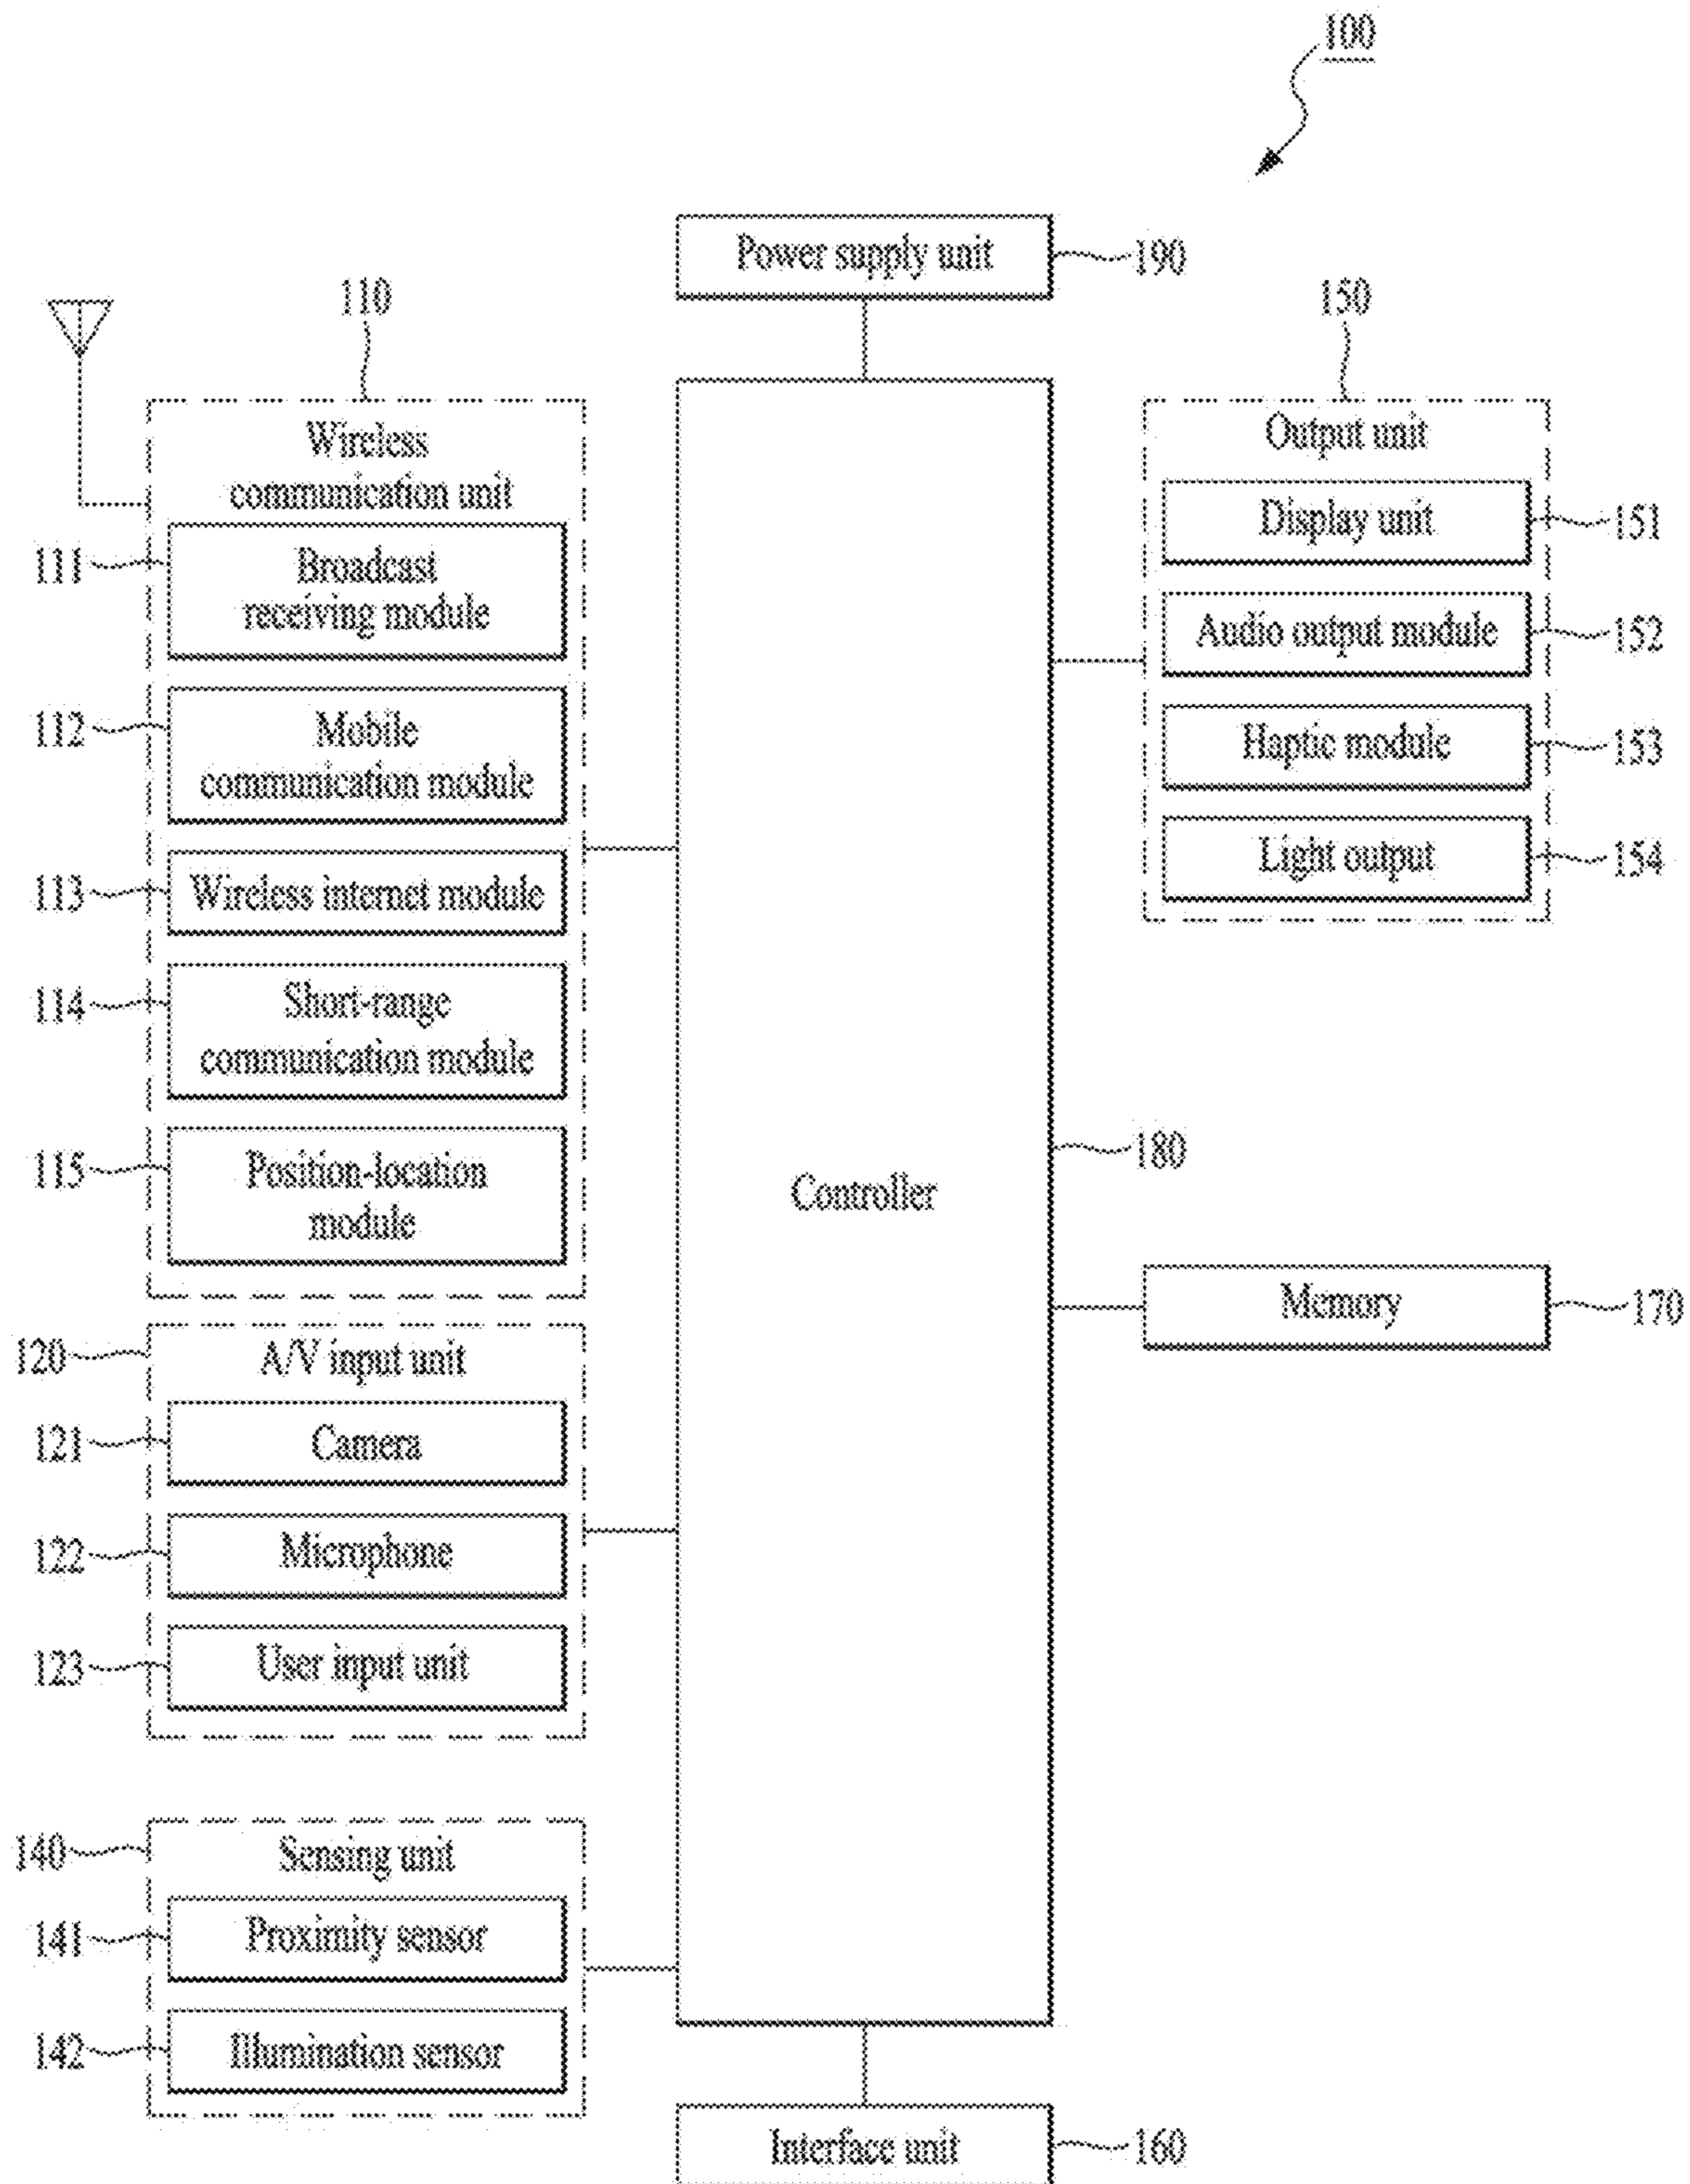 100
Power supply unit
190
110
150
Wireless
communication unit
Output unit
111
Broadcast
receiving module
Display unit
151
Audio output module
152
112
Mobile
communication module
Haptic module
153
113
Wireless internet module
Light output
154
114
Short-range
communication module
115
Position-location
module
Controller
180
Memory
170
120
A/V input unit
121
Camera
122
Microphone
123
User input unit
140
Sensing unit
141
Proximity sensor
142
Illumination sensor
Interface unit
160